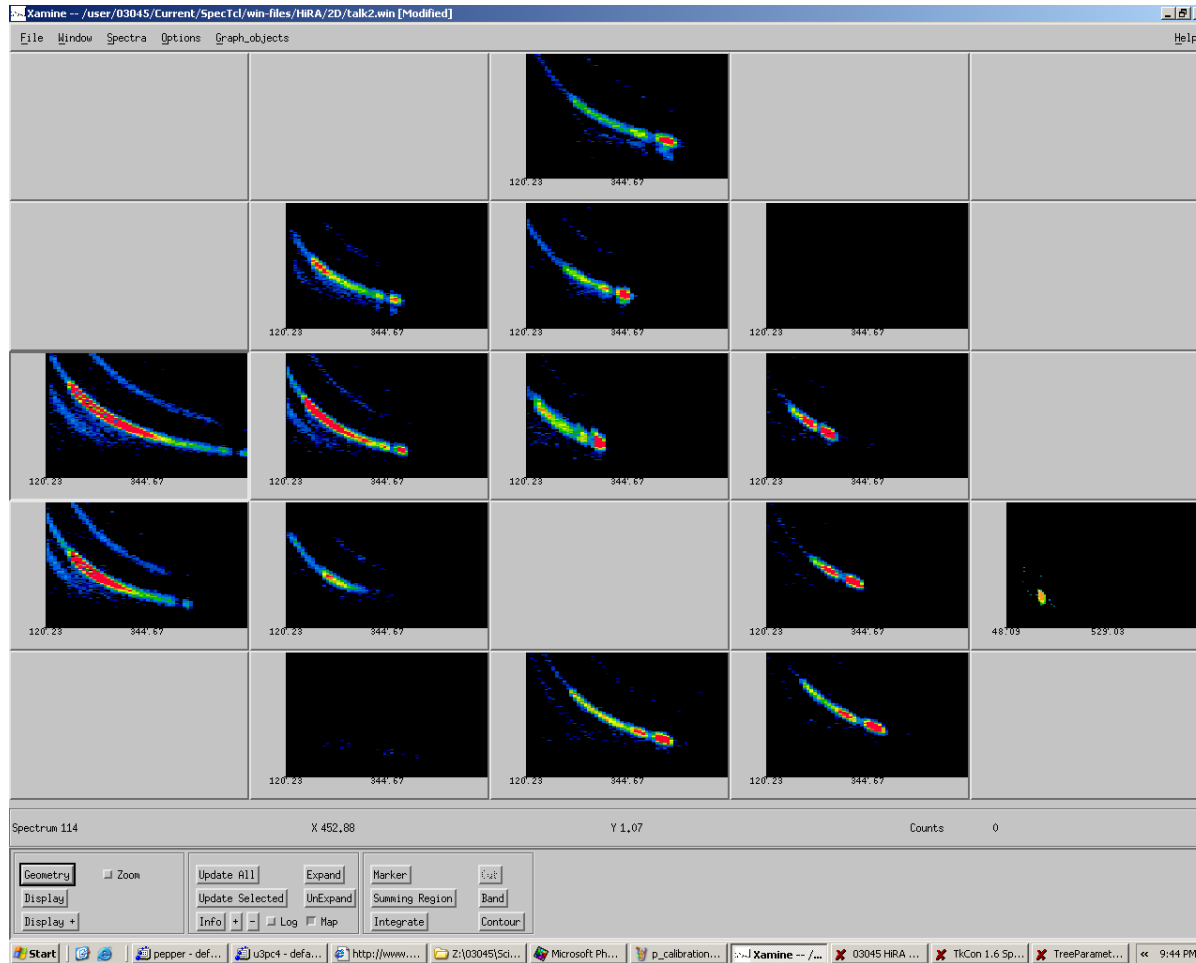 Xamine -- /user/03045/Current/SpecTcl/win-files/HiRA/2D/talk2.win [Modified]
File Window Spectra Options Graph_objects Help
120.23 344.67
120.23 344.67 120.23 344.67 120.23 344.67
120.23 344.67 120.23 344.67 120.23 344.67 120.23 344.67
120.23 344.67 120.23 344.67 120.23 344.67 48.09 529.03
120.23 344.67 120.23 344.67 120.23 344.67
Spectrum 114 X 452.88 Y 1.07 Counts 0
Geometry Zoom Update All Expand Marker Cut
Display Update Selected UnExpand Summing Region Band
Display + Info + - Log Map Integrate Contour
Start pepper - def... u3pc4 - defa... http://www.... Z:\03045\Sci... Microsoft Ph... p_calibration... Xamine -- /... 03045 HiRA ... TkCon 1.6 Sp... TreeParamet... « 9:44 PM